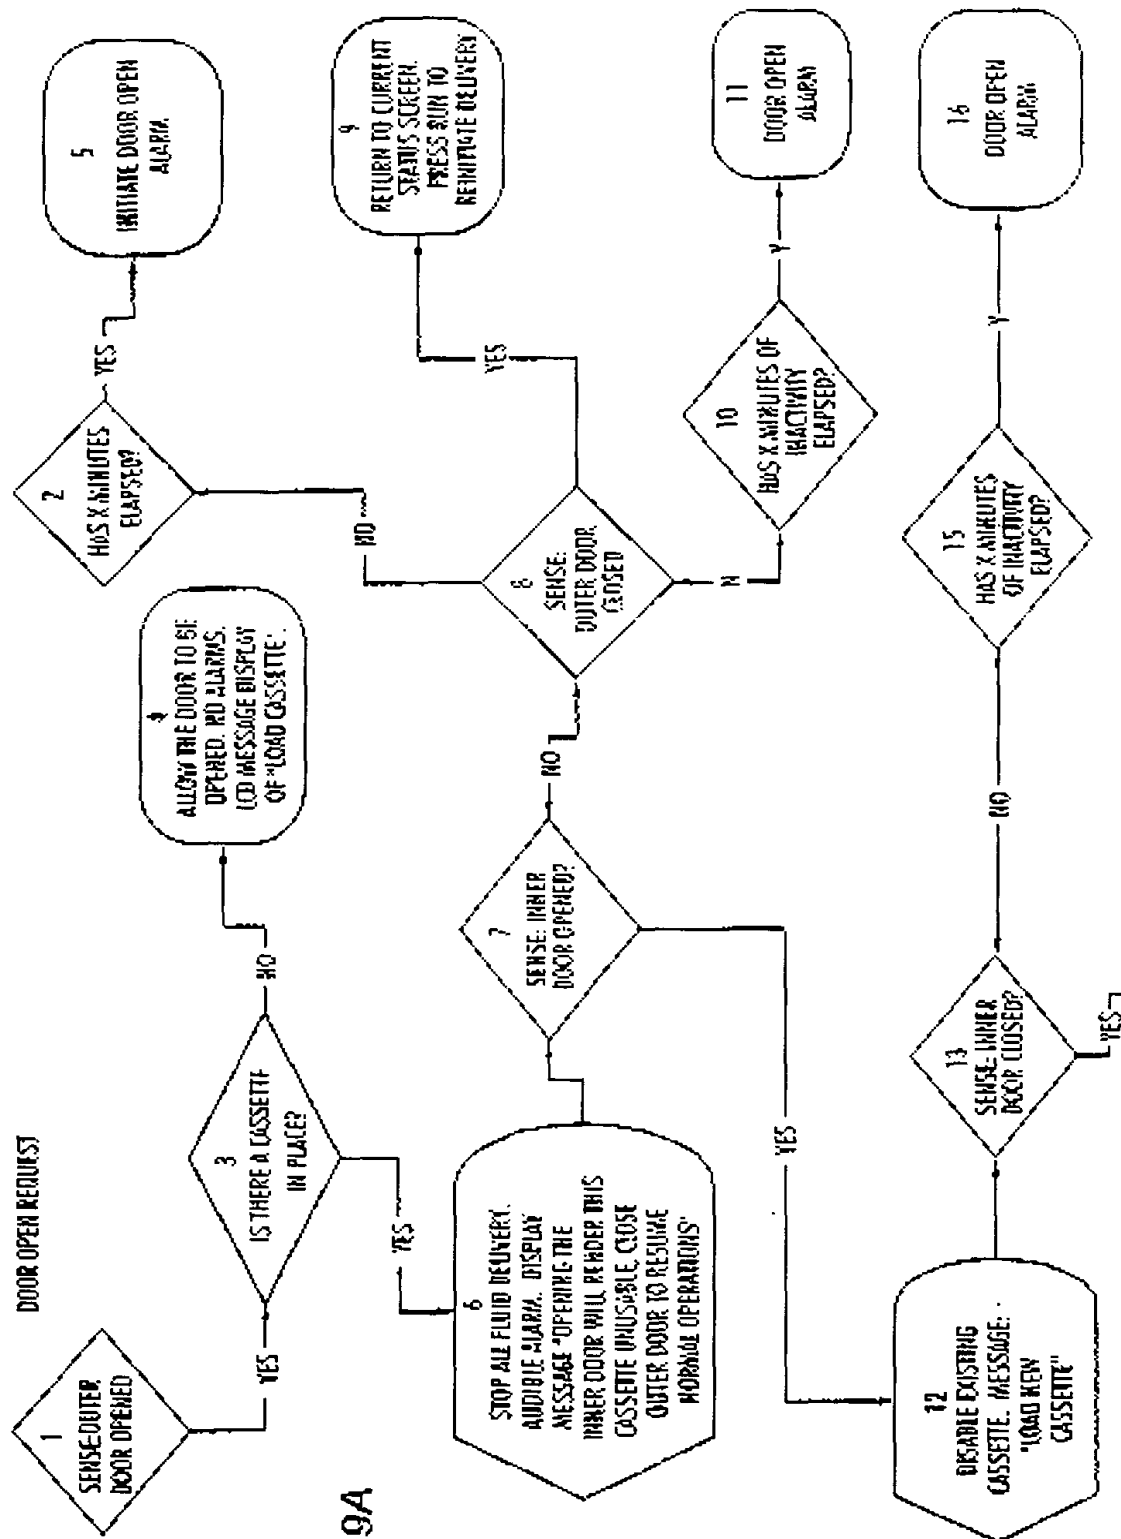 DOOR OPEN REQUEST
1
SENSE:OUTER
DOOR OPENED
YES
3
IS THERE A CASSETTE
IN PLACE?
NO
4
ALLOW THE DOOR TO BE
OPENED. NO ALARMS.
LCD MESSAGE DISPLAY
OF "LOAD CASSETTE".
2
HAS X MINUTES
ELAPSED?
YES
5
INITIATE DOOR OPEN
ALARM
YES
6
STOP ALL FLUID DELIVERY.
AUDIBLE ALARM. DISPLAY
MESSAGE "OPENING THE
INNER DOOR WILL RENDER THIS
CASSETTE UNUSABLE, CLOSE
OUTER DOOR TO RESUME
NORMAL OPERATIONS"
7
SENSE: INNER
DOOR OPENED?
NO
8
SENSE:
OUTER DOOR
CLOSED
NO
YES
9
RETURN TO CURRENT
STATUS SCREEN.
PRESS RUN TO
REINITIATE DELIVERY
N
10
HAS X MINUTES OF
INACTIVITY
ELAPSED?
Y
11
DOOR OPEN
ALARM
YES
12
DISABLE EXISTING
CASSETTE. MESSAGE:
"LOAD NEW
CASSETTE"
13
SENSE: INNER
DOOR CLOSED?
YES
NO
15
HAS X MINUTES
OF INACTIVITY
ELAPSED?
Y
16
DOOR OPEN
ALARM
9A